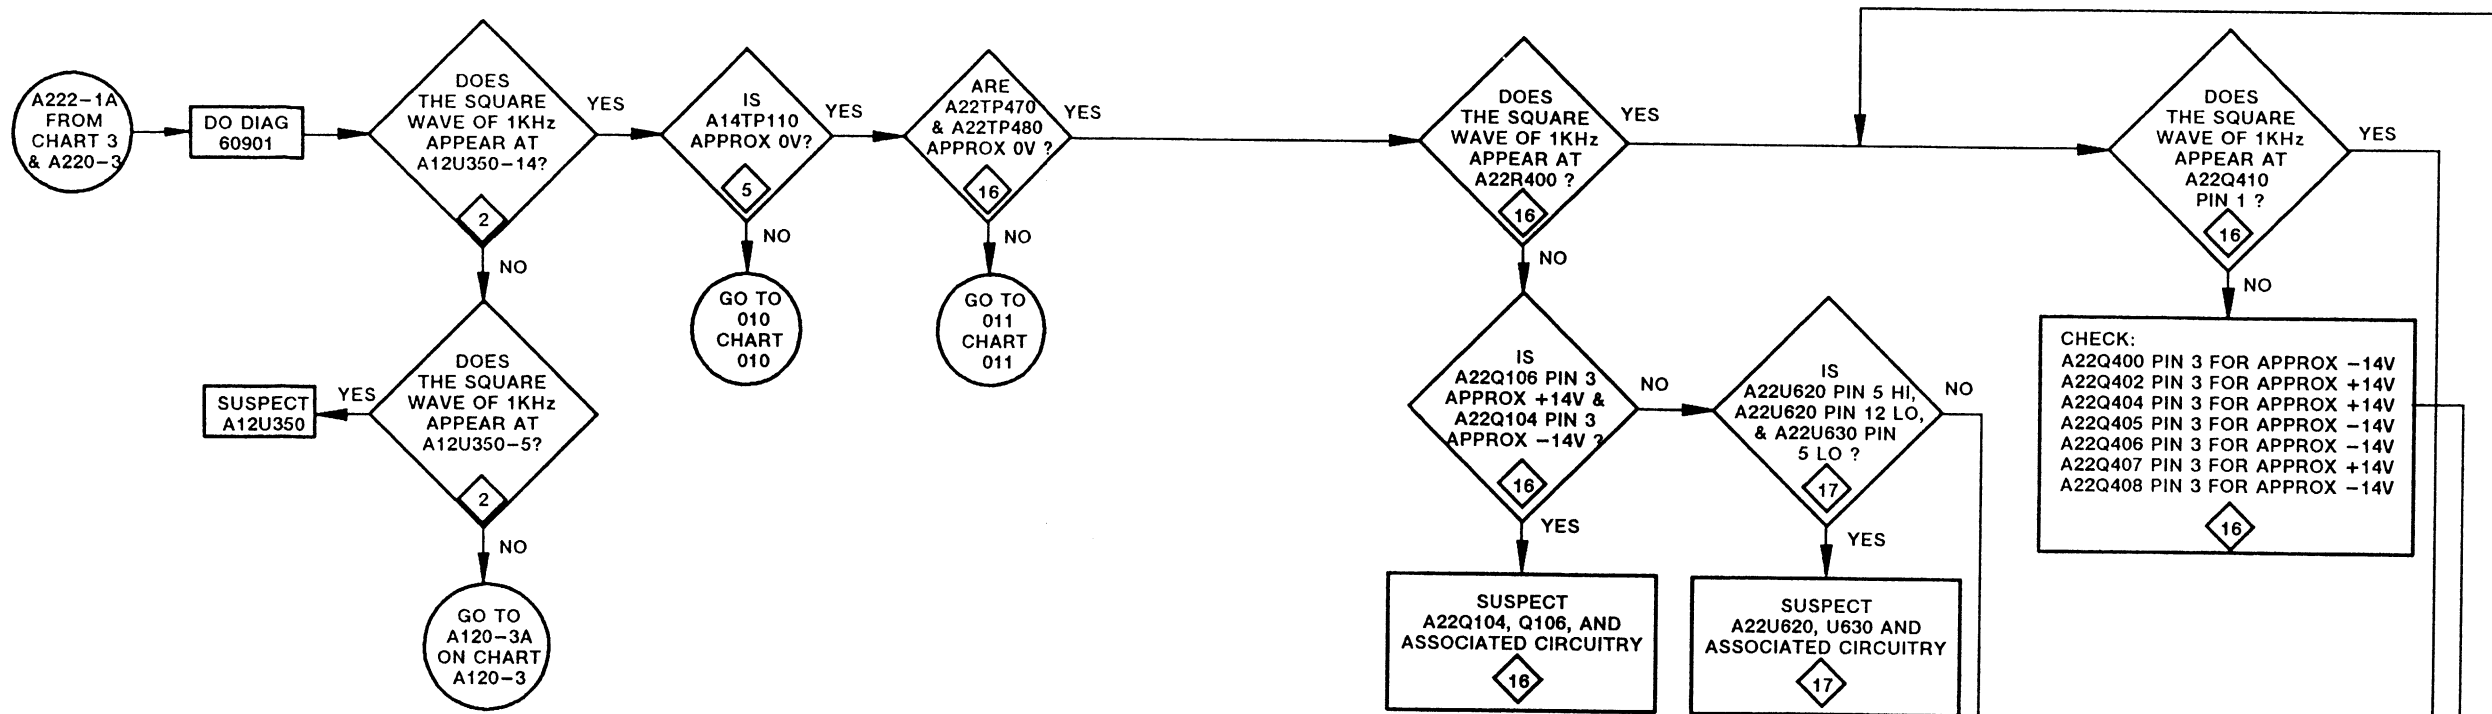 A222-1A
FROM
CHART 3
& A220-3
DO DIAG
60901
DOES
THE SQUARE
WAVE OF 1KHz
APPEAR AT
A12U350-14?
2
YES
NO
DOES
THE SQUARE
WAVE OF 1KHz
APPEAR AT
A12U350-5?
2
YES
SUSPECT
A12U350
NO
GO TO
A120-3A
ON CHART
A120-3
IS
A14TP110
APPROX 0V?
5
YES
NO
GO TO
010
CHART
010
ARE
A22TP470
& A22TP480
APPROX 0V ?
16
YES
NO
GO TO
011
CHART
011
DOES
THE SQUARE
WAVE OF 1KHz
APPEAR AT
A22R400 ?
16
YES
NO
IS
A22Q106 PIN 3
APPROX +14V &
A22Q104 PIN 3
APPROX -14V ?
16
NO
YES
SUSPECT
A22Q104, Q106, AND
ASSOCIATED CIRCUITRY
16
IS
A22U620 PIN 5 HI,
A22U620 PIN 12 LO,
& A22U630 PIN
5 LO ?
17
NO
YES
SUSPECT
A22U620, U630 AND
ASSOCIATED CIRCUITRY
17
DOES
THE SQUARE
WAVE OF 1KHz
APPEAR AT
A22Q410
PIN 1 ?
16
YES
NO
CHECK:
A22Q400 PIN 3 FOR APPROX -14V
A22Q402 PIN 3 FOR APPROX +14V
A22Q404 PIN 3 FOR APPROX +14V
A22Q405 PIN 3 FOR APPROX -14V
A22Q406 PIN 3 FOR APPROX -14V
A22Q407 PIN 3 FOR APPROX +14V
A22Q408 PIN 3 FOR APPROX -14V
16